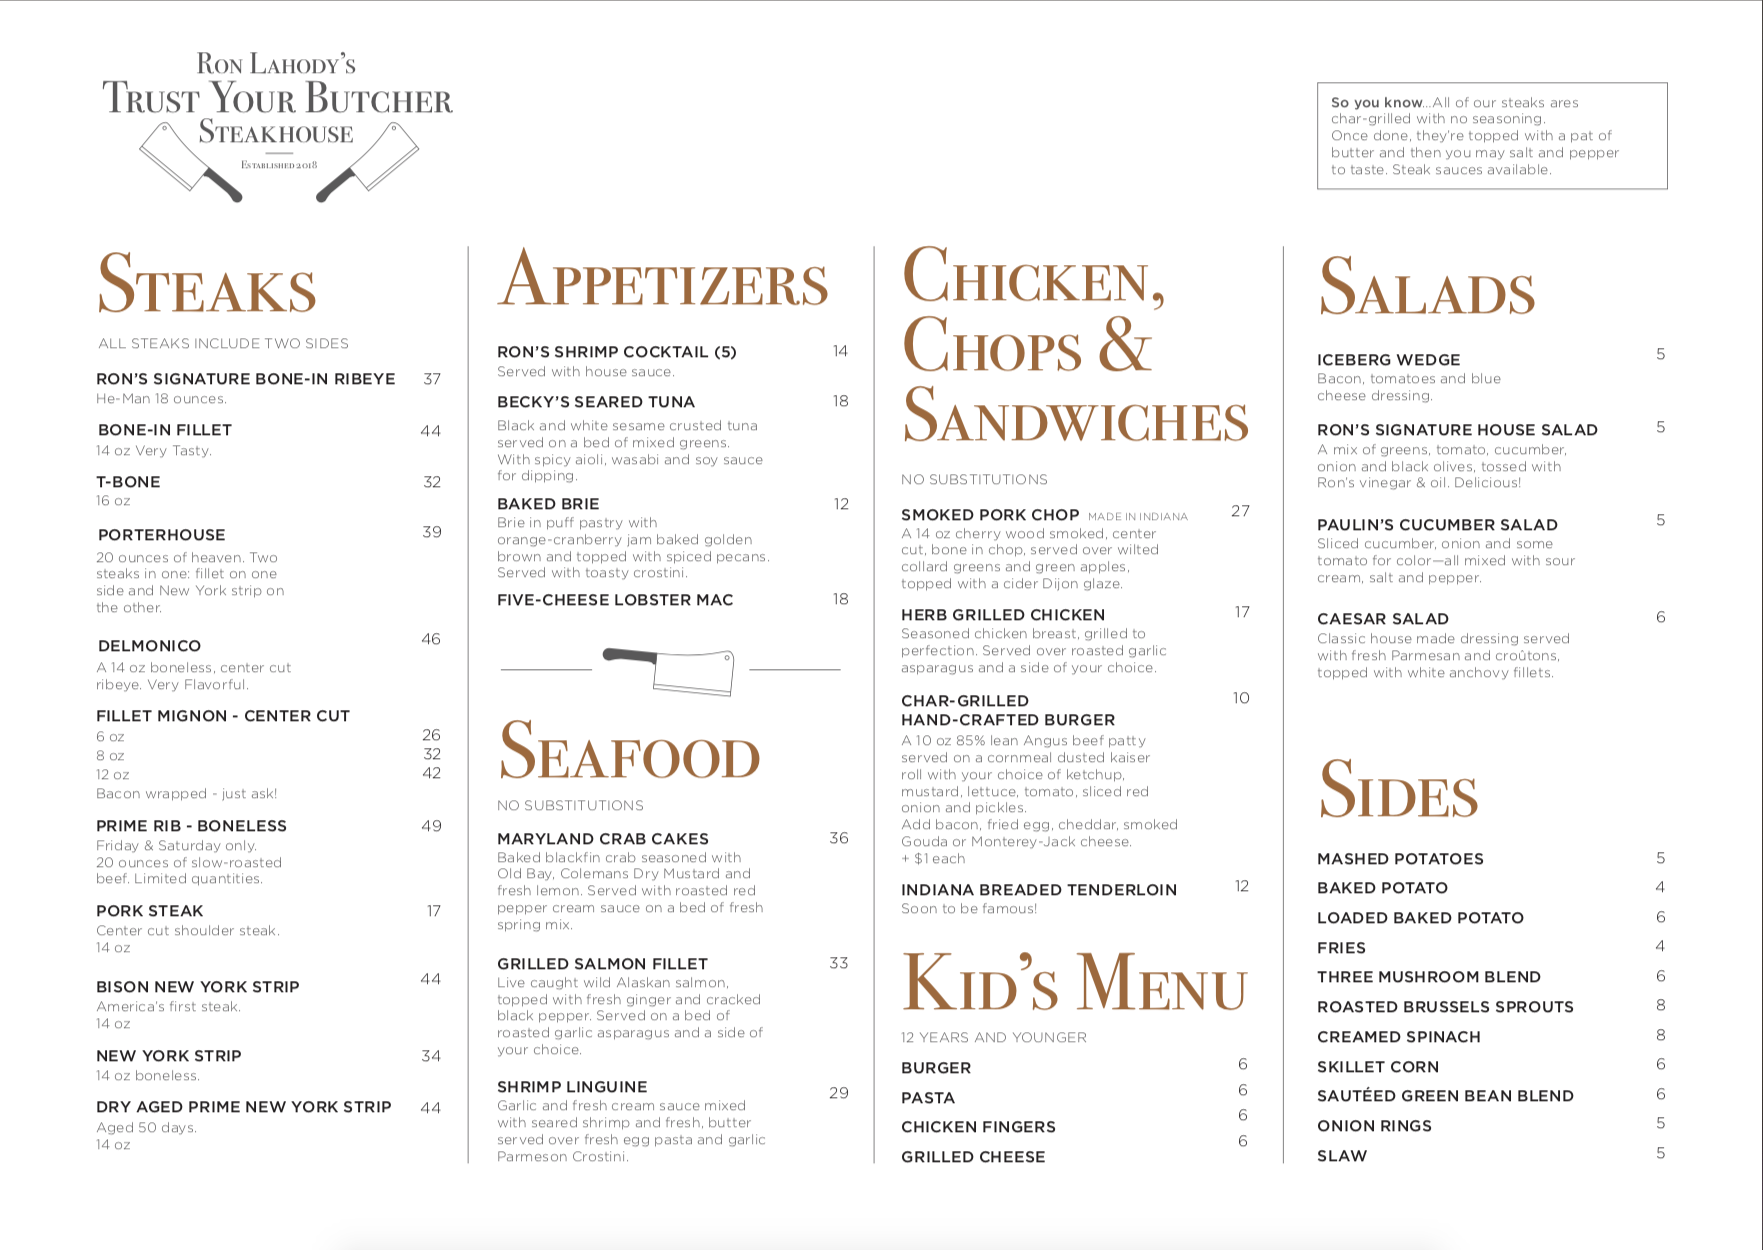 Ron Lahody's
Trust Your Butcher
Steakhouse
Established 2018
So you know...All of our steaks ares
char-grilled with no seasoning.
Once done, they're topped with a pat of
butter and then you may salt and pepper
to taste. Steak sauces available.
Steaks
ALL STEAKS INCLUDE TWO SIDES
RON'S SIGNATURE BONE-IN RIBEYE 37
He-Man 18 ounces.
BONE-IN FILLET 44
14 oz Very Tasty.
T-BONE 32
16 oz
PORTERHOUSE 39
20 ounces of heaven. Two
steaks in one: fillet on one
side and New York strip on
the other.
DELMONICO 46
A 14 oz boneless, center cut
ribeye. Very Flavorful.
FILLET MIGNON - CENTER CUT
6 oz 26
8 oz 32
12 oz 42
Bacon wrapped - just ask!
PRIME RIB - BONELESS 49
Friday & Saturday only.
20 ounces of slow-roasted
beef. Limited quantities.
PORK STEAK 17
Center cut shoulder steak.
14 oz
BISON NEW YORK STRIP 44
America's first steak.
14 oz
NEW YORK STRIP 34
14 oz boneless.
DRY AGED PRIME NEW YORK STRIP 44
Aged 50 days.
14 oz
Appetizers
RON'S SHRIMP COCKTAIL (5) 14
Served with house sauce.
BECKY'S SEARED TUNA 18
Black and white sesame crusted tuna
served on a bed of mixed greens.
With spicy aioli, wasabi and soy sauce
for dipping.
BAKED BRIE 12
Brie in puff pastry with
orange-cranberry jam baked golden
brown and topped with spiced pecans.
Served with toasty crostini.
FIVE-CHEESE LOBSTER MAC 18
Seafood
NO SUBSTITUTIONS
MARYLAND CRAB CAKES 36
Baked blackfin crab seasoned with
Old Bay, Colemans Dry Mustard and
fresh lemon. Served with roasted red
pepper cream sauce on a bed of fresh
spring mix.
GRILLED SALMON FILLET 33
Live caught wild Alaskan salmon,
topped with fresh ginger and cracked
black pepper. Served on a bed of
roasted garlic asparagus and a side of
your choice.
SHRIMP LINGUINE 29
Garlic and fresh cream sauce mixed
with seared shrimp and fresh, butter
served over fresh egg pasta and garlic
Parmeson Crostini.
Chicken,
Chops &
Sandwiches
NO SUBSTITUTIONS
SMOKED PORK CHOP MADE IN INDIANA 27
A 14 oz cherry wood smoked, center
cut, bone in chop, served over wilted
collard greens and green apples,
topped with a cider Dijon glaze.
HERB GRILLED CHICKEN 17
Seasoned chicken breast, grilled to
perfection. Served over roasted garlic
asparagus and a side of your choice.
CHAR-GRILLED 10
HAND-CRAFTED BURGER
A 10 oz 85% lean Angus beef patty
served on a cornmeal dusted kaiser
roll with your choice of ketchup,
mustard, lettuce, tomato, sliced red
onion and pickles.
Add bacon, fried egg, cheddar, smoked
Gouda or Monterey-Jack cheese.
+ $1 each
INDIANA BREADED TENDERLOIN 12
Soon to be famous!
Kid's Menu
12 YEARS AND YOUNGER
BURGER 6
PASTA 6
CHICKEN FINGERS 6
GRILLED CHEESE 6
Salads
ICEBERG WEDGE 5
Bacon, tomatoes and blue
cheese dressing.
RON'S SIGNATURE HOUSE SALAD 5
A mix of greens, tomato, cucumber,
onion and black olives, tossed with
Ron's vinegar & oil. Delicious!
PAULIN'S CUCUMBER SALAD 5
Sliced cucumber, onion and some
tomato for color—all mixed with sour
cream, salt and pepper.
CAESAR SALAD 6
Classic house made dressing served
with fresh Parmesan and croûtons,
topped with white anchovy fillets.
Sides
MASHED POTATOES 5
BAKED POTATO 4
LOADED BAKED POTATO 6
FRIES 4
THREE MUSHROOM BLEND 6
ROASTED BRUSSELS SPROUTS 8
CREAMED SPINACH 8
SKILLET CORN 6
SAUTÉED GREEN BEAN BLEND 6
ONION RINGS 5
SLAW 5